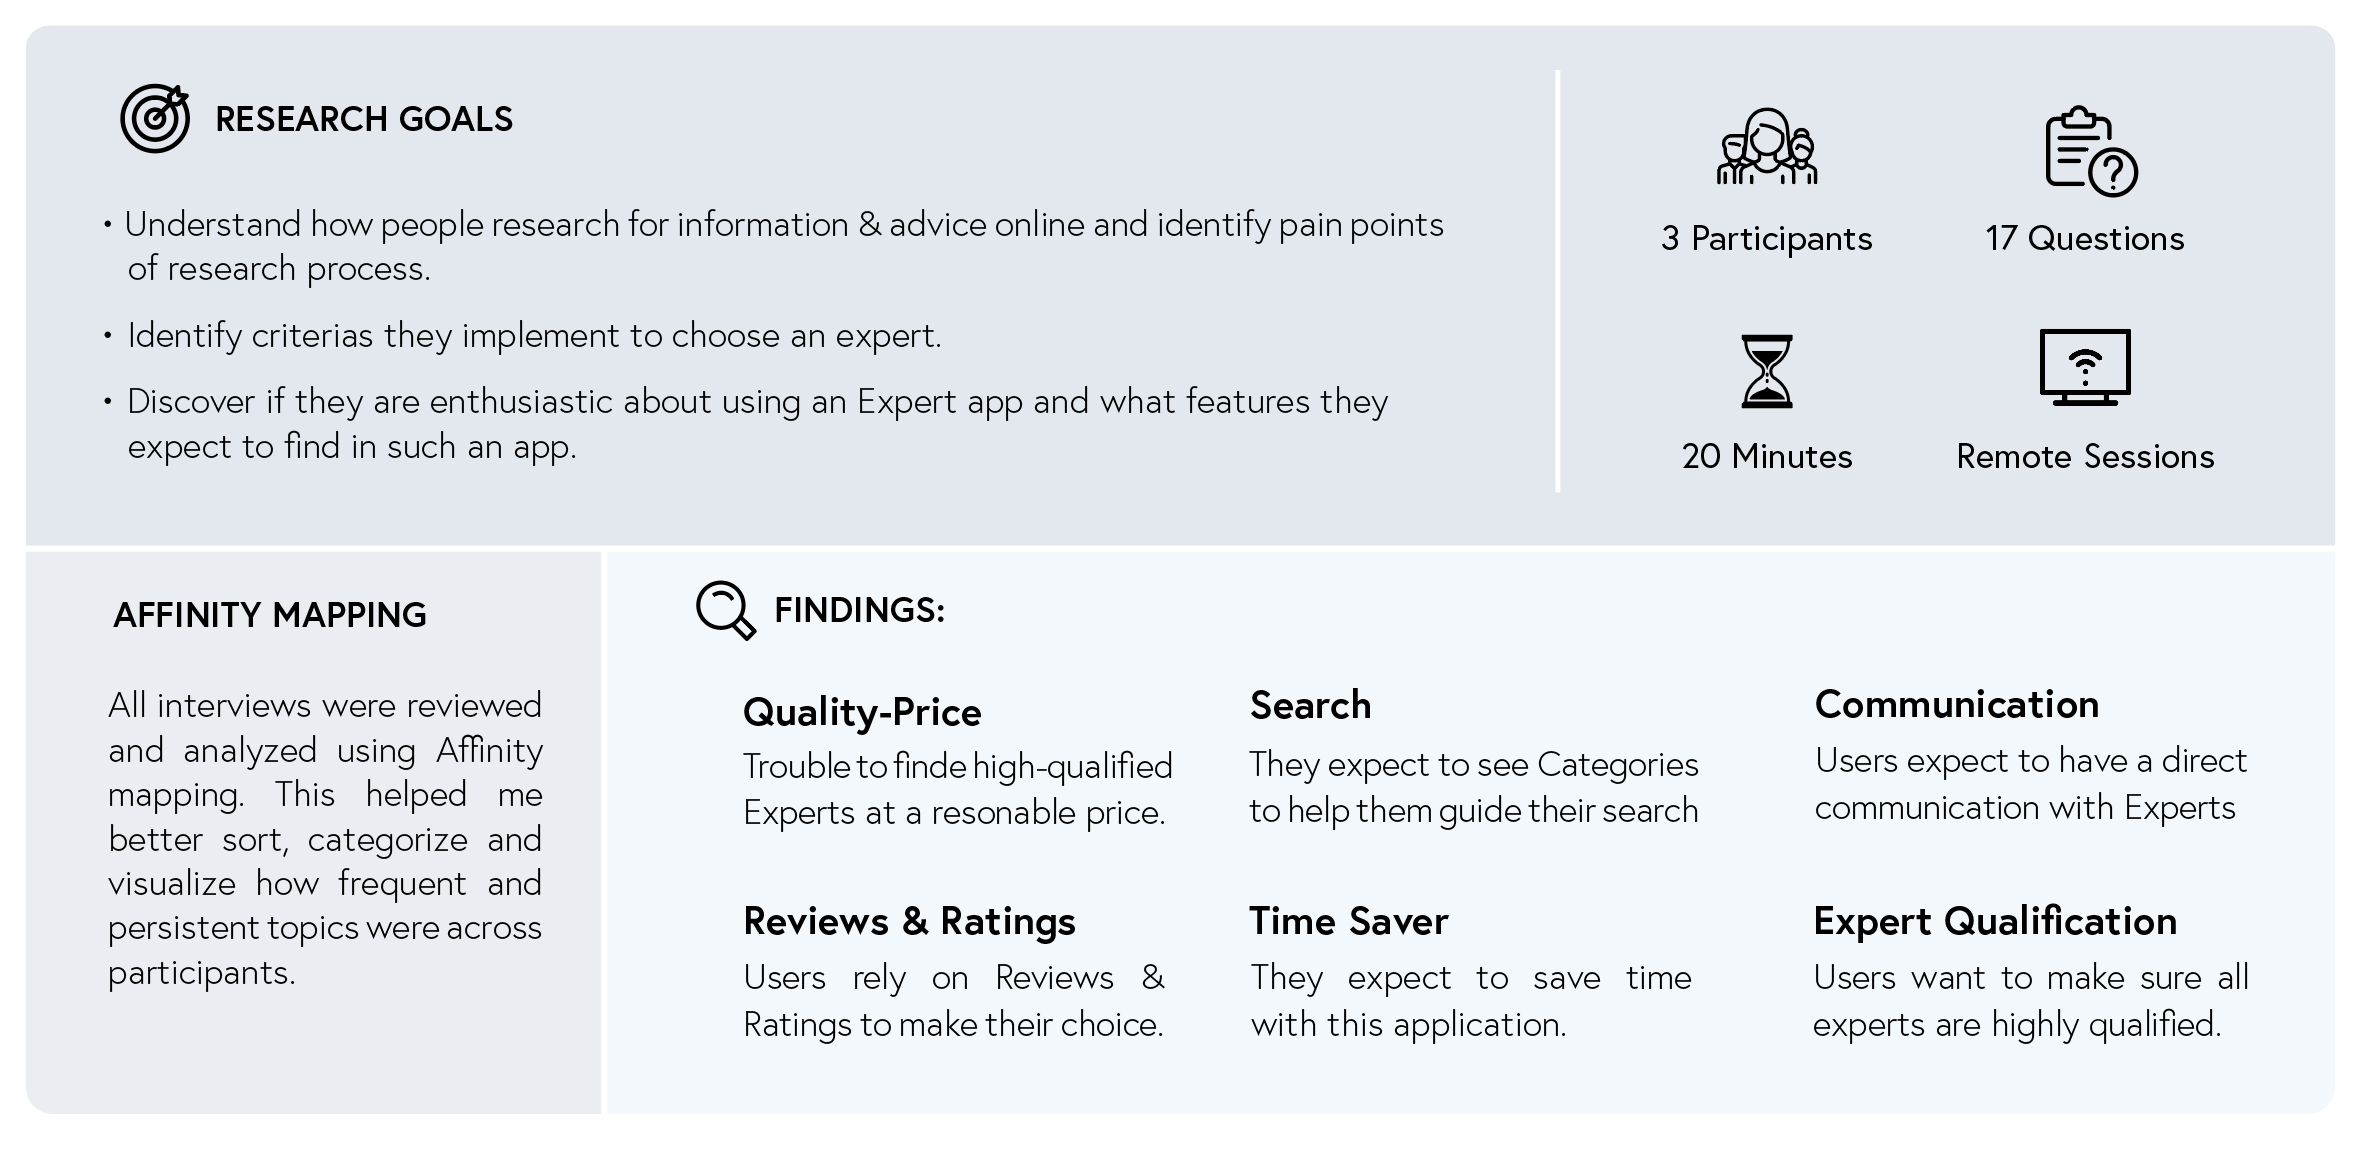 RESEARCH GOALS
• Understand how people research for information & advice online and identify pain points
of research process.
• Identify criterias they implement to choose an expert.
• Discover if they are enthusiastic about using an Expert app and what features they
expect to find in such an app.
3 Participants
17 Questions
20 Minutes
Remote Sessions
AFFINITY MAPPING
All interviews were reviewed
and analyzed using Affinity
mapping. This helped me
better sort, categorize and
visualize how frequent and
persistent topics were across
participants.
FINDINGS:
Quality-Price
Trouble to finde high-qualified
Experts at a resonable price.
Search
They expect to see Categories
to help them guide their search
Communication
Users expect to have a direct
communication with Experts
Reviews & Ratings
Users rely on Reviews &
Ratings to make their choice.
Time Saver
They expect to save time
with this application.
Expert Qualification
Users want to make sure all
experts are highly qualified.